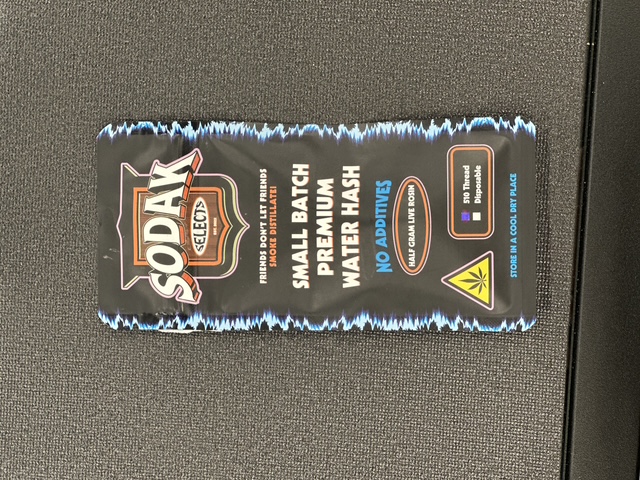 SODAK
SELECTS
FRIENDS DON'T LET FRIENDS
SMOKE DISTILLATE!
SMALL BATCH
PREMIUM
WATER HASH
NO ADDITIVES
HALF GRAM LIVE ROSIN
510 Thread
Disposable
STORE IN A COOL DRY PLACE